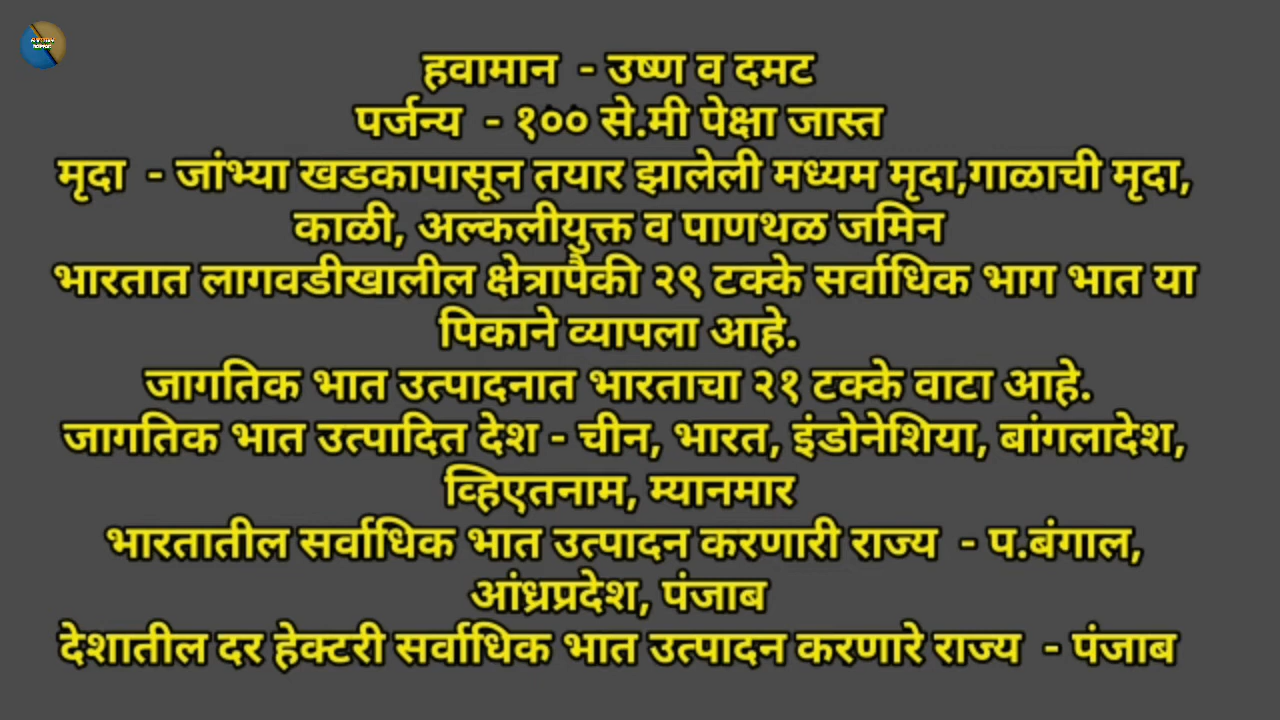 हवामान - उष्ण व दमट
पर्जन्य - १०० से.मी पेक्षा जास्त
मृदा - जांभ्या खडकापासून तयार झालेली मध्यम मृदा,गाळाची मृदा,
काळी, अल्कलीयुक्त व पाणथळ जमिन
भारतात लागवडीखालील क्षेत्रापैकी २९ टक्के सर्वाधिक भाग भात या
पिकाने व्यापला आहे.
जागतिक भात उत्पादनात भारताचा २१ टक्के वाटा आहे.
जागतिक भात उत्पादित देश - चीन, भारत, इंडोनेशिया, बांगलादेश,
व्हिएतनाम, म्यानमार
भारतातील सर्वाधिक भात उत्पादन करणारी राज्य - प.बंगाल,
आंध्रप्रदेश, पंजाब
देशातील दर हेक्टरी सर्वाधिक भात उत्पादन करणारे राज्य - पंजाब